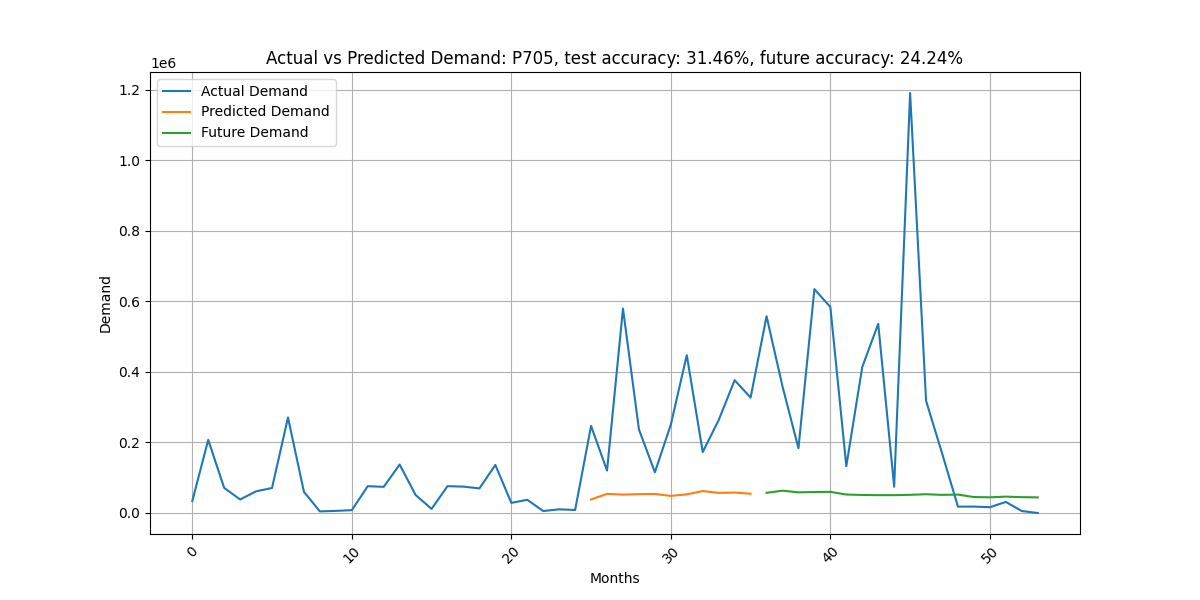 Actual vs Predicted Demand: P705, test accuracy: 31.46%, future accuracy: 24.24%
1e6
Actual Demand
Predicted Demand
Future Demand
1.2
1.0
0.8
0.6
0.4
0.2
0.0
Demand
0
10
20
30
40
50
Months